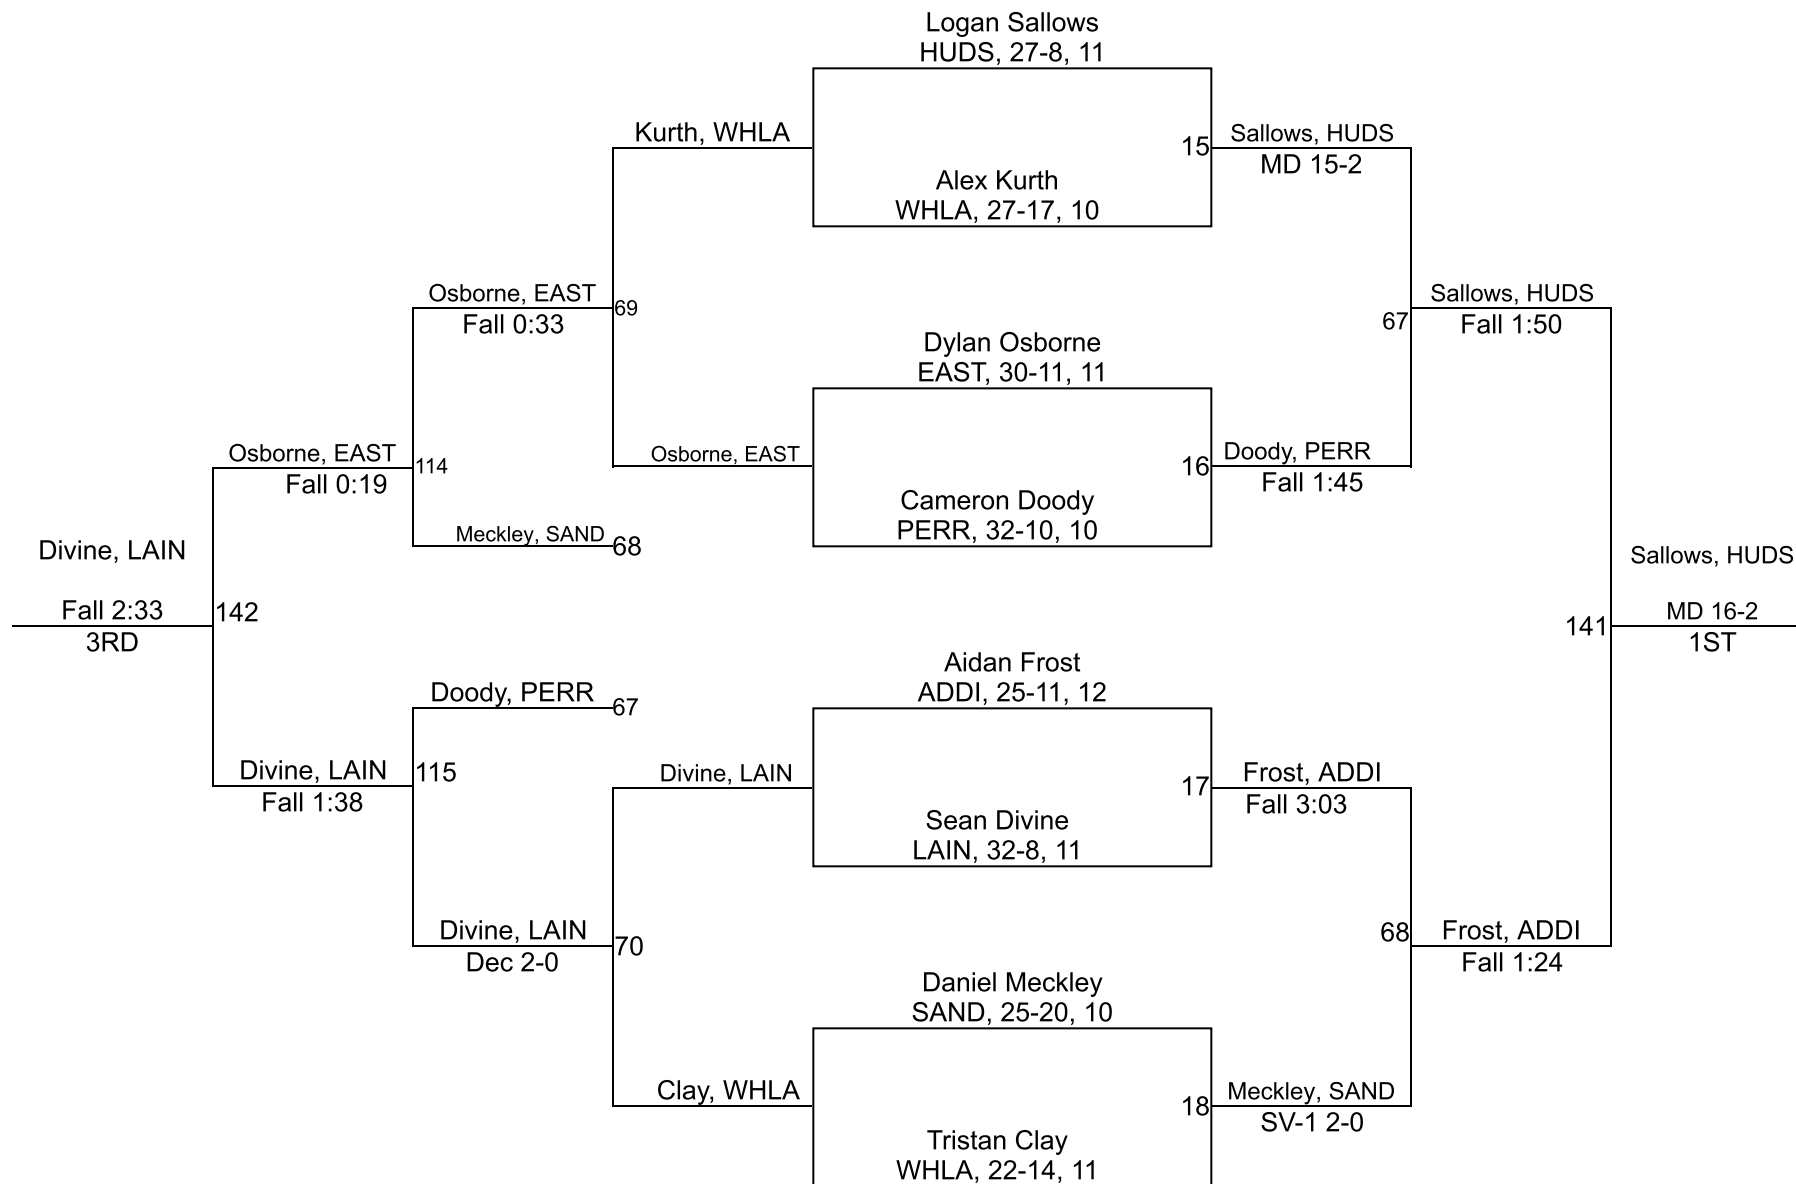 Logan Sallows
HUDS, 27-8, 11
Kurth, WHLA
15
Sallows, HUDS
MD 15-2
Alex Kurth
WHLA, 27-17, 10
Osborne, EAST
Fall 0:33
69
67
Sallows, HUDS
Fall 1:50
Dylan Osborne
EAST, 30-11, 11
Osborne, EAST
Fall 0:19
114
Osborne, EAST
16
Doody, PERR
Fall 1:45
Cameron Doody
PERR, 32-10, 10
Meckley, SAND
68
Divine, LAIN
Fall 2:33
3RD
142
Sallows, HUDS
141
MD 16-2
1ST
Aidan Frost
ADDI, 25-11, 12
Doody, PERR
67
Divine, LAIN
Fall 1:38
115
Divine, LAIN
17
Frost, ADDI
Fall 3:03
Sean Divine
LAIN, 32-8, 11
Divine, LAIN
Dec 2-0
70
68
Frost, ADDI
Fall 1:24
Daniel Meckley
SAND, 25-20, 10
Clay, WHLA
18
Meckley, SAND
SV-1 2-0
Tristan Clay
WHLA, 22-14, 11